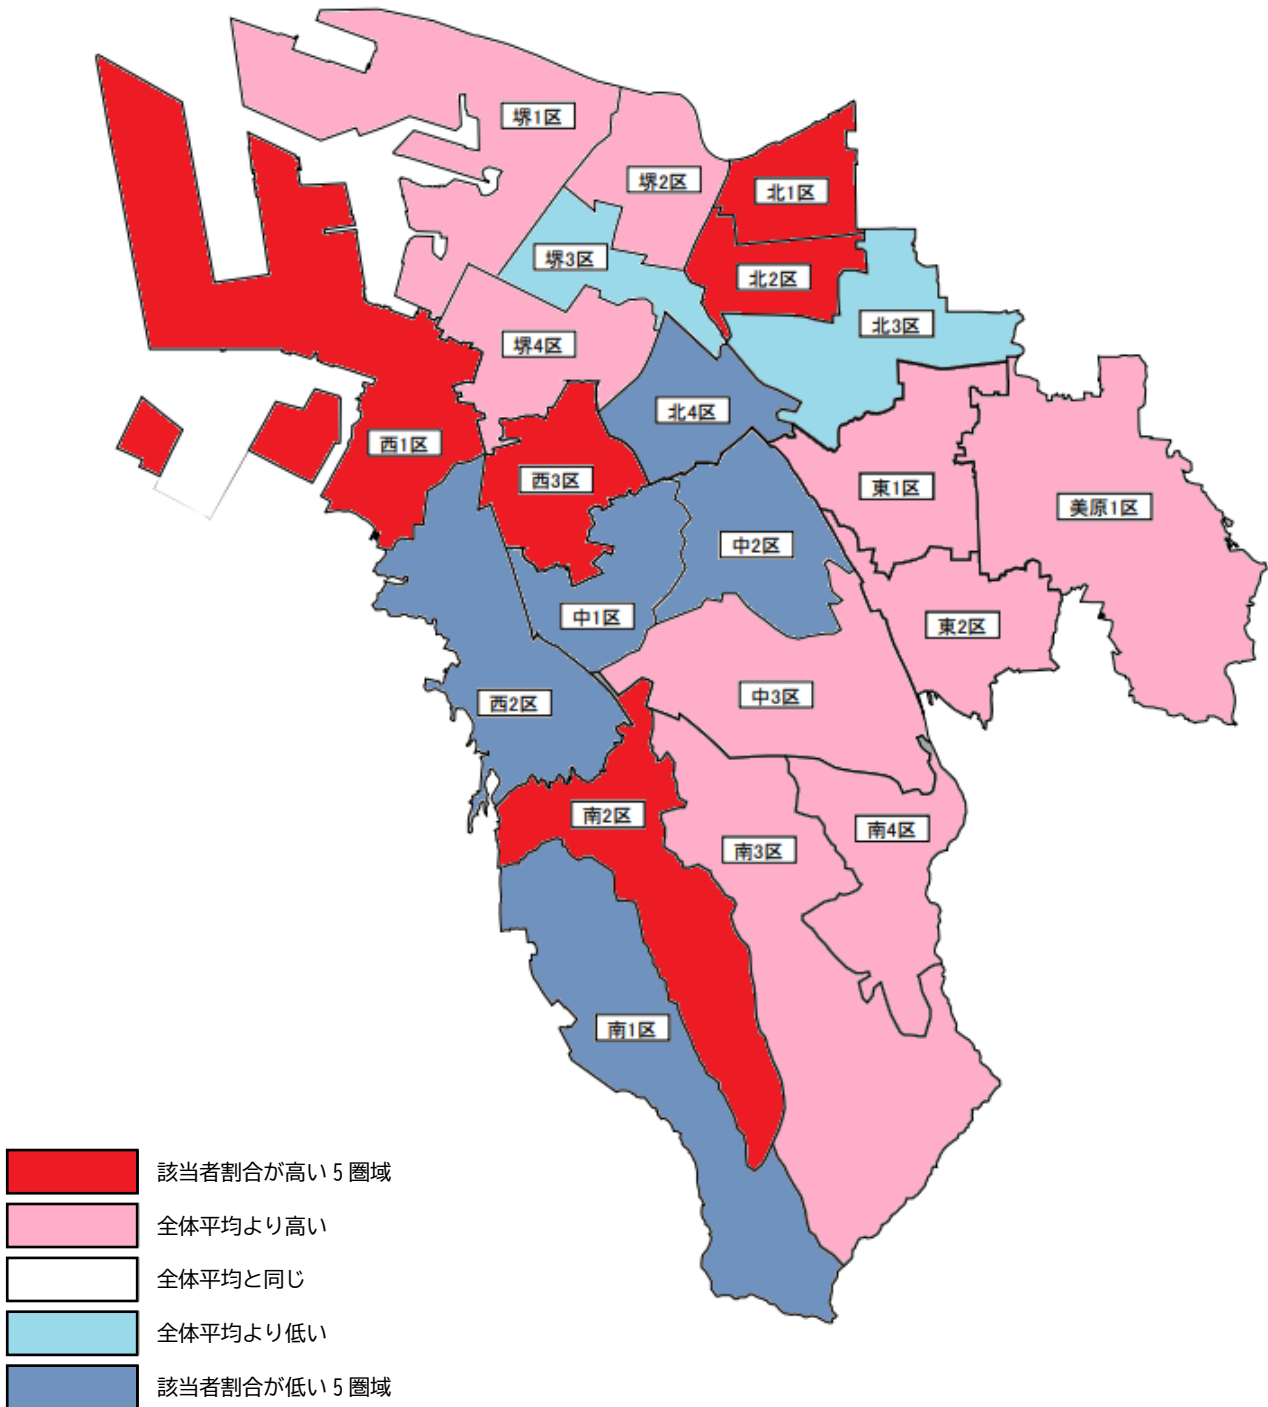 堺1区
堺2区
北1区
堺3区
北2区
北3区
堺4区
北4区
西1区
西3区
東1区
美原1区
中2区
中1区
東2区
西2区
中3区
南2区
南4区
南3区
南1区
該当者割合が高い5圏域
全体平均より高い
全体平均と同じ
全体平均より低い
該当者割合が低い5圏域